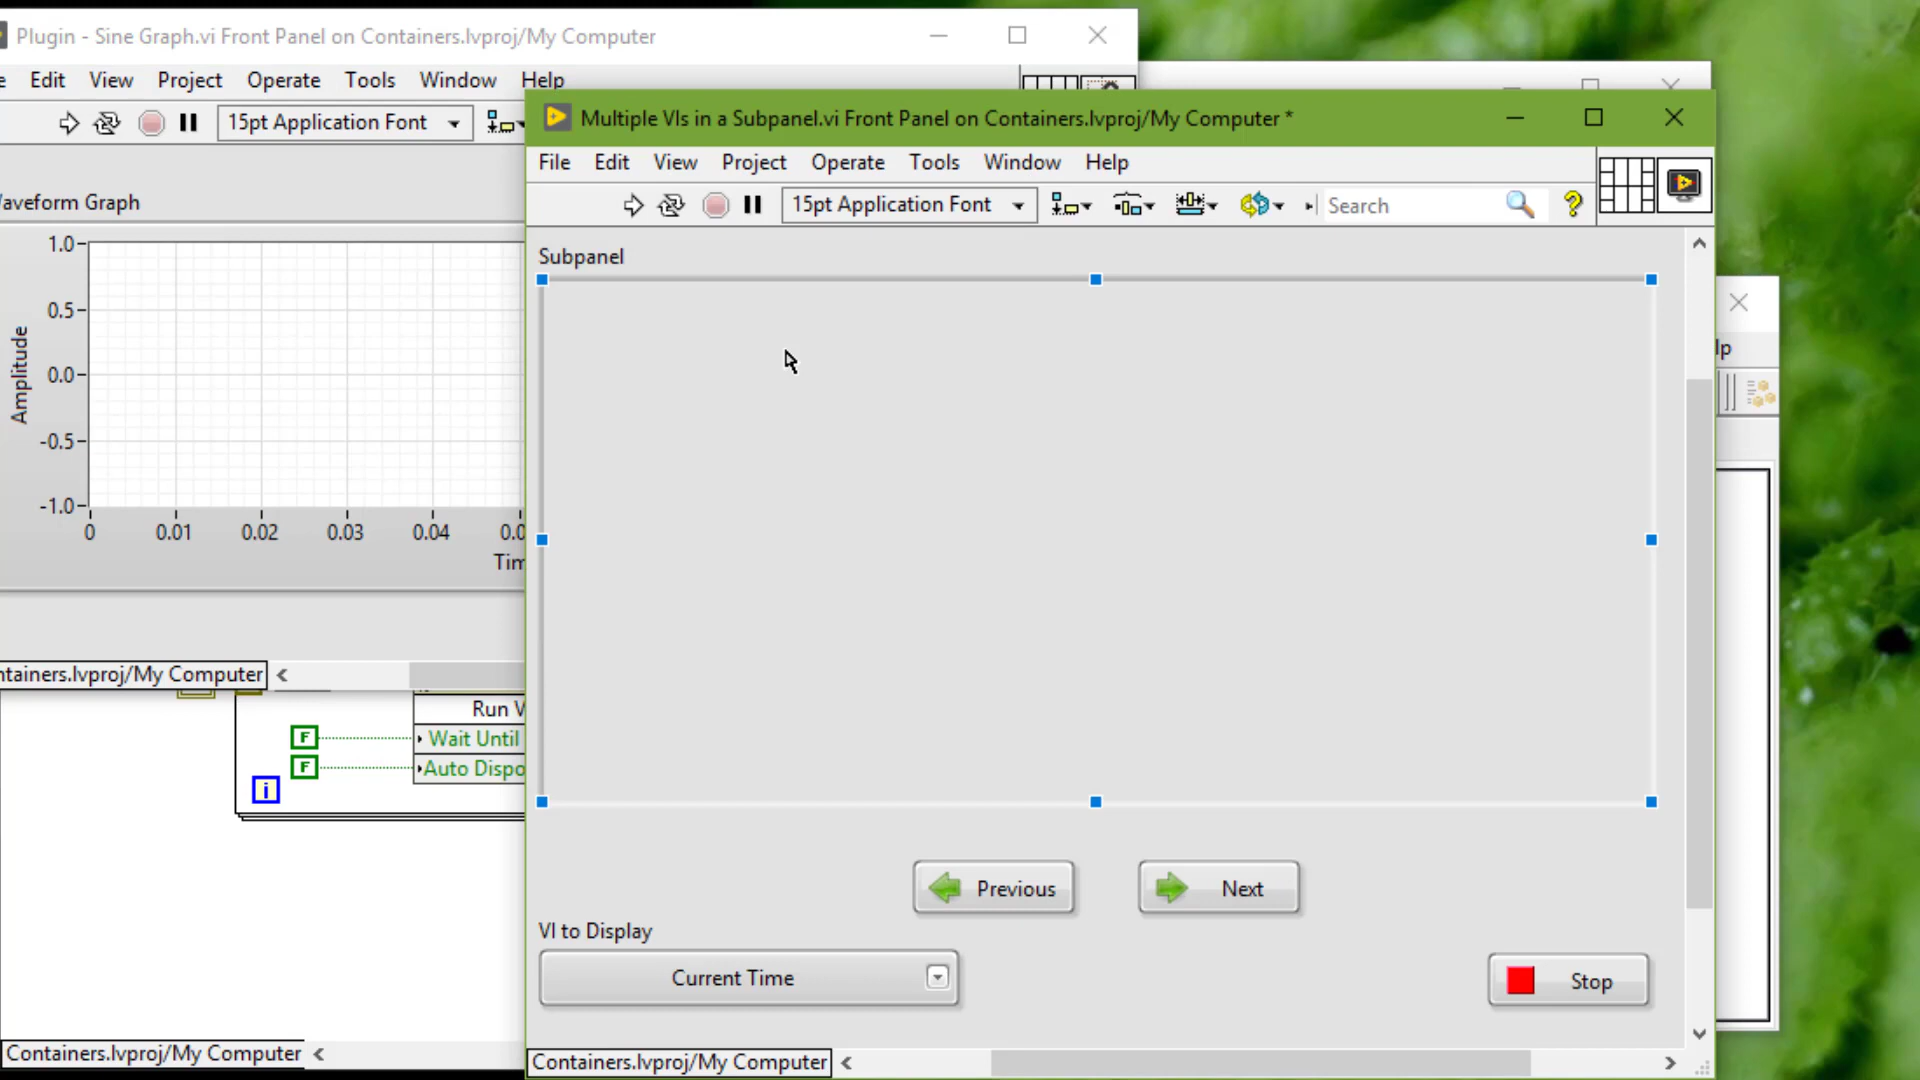 Plugin - Sine Graph.vi Front Panel on Containers.lvproj/My Computer
Edit View Project Operate Tools Window Help
15pt Application Font
Waveform Graph
1.0
0.5
0.0
-0.5
-1.0
Amplitude
0 0.01 0.02 0.03 0.04 0.0
Tim
ntainers.lvproj/My Computer
Run V
F Wait Until
F Auto Dispo
i
Containers.lvproj/My Computer
Multiple VIs in a Subpanel.vi Front Panel on Containers.lvproj/My Computer *
File Edit View Project Operate Tools Window Help
15pt Application Font
Search
?
Subpanel
Previous
Next
VI to Display
Current Time
Stop
Containers.lvproj/My Computer
lp